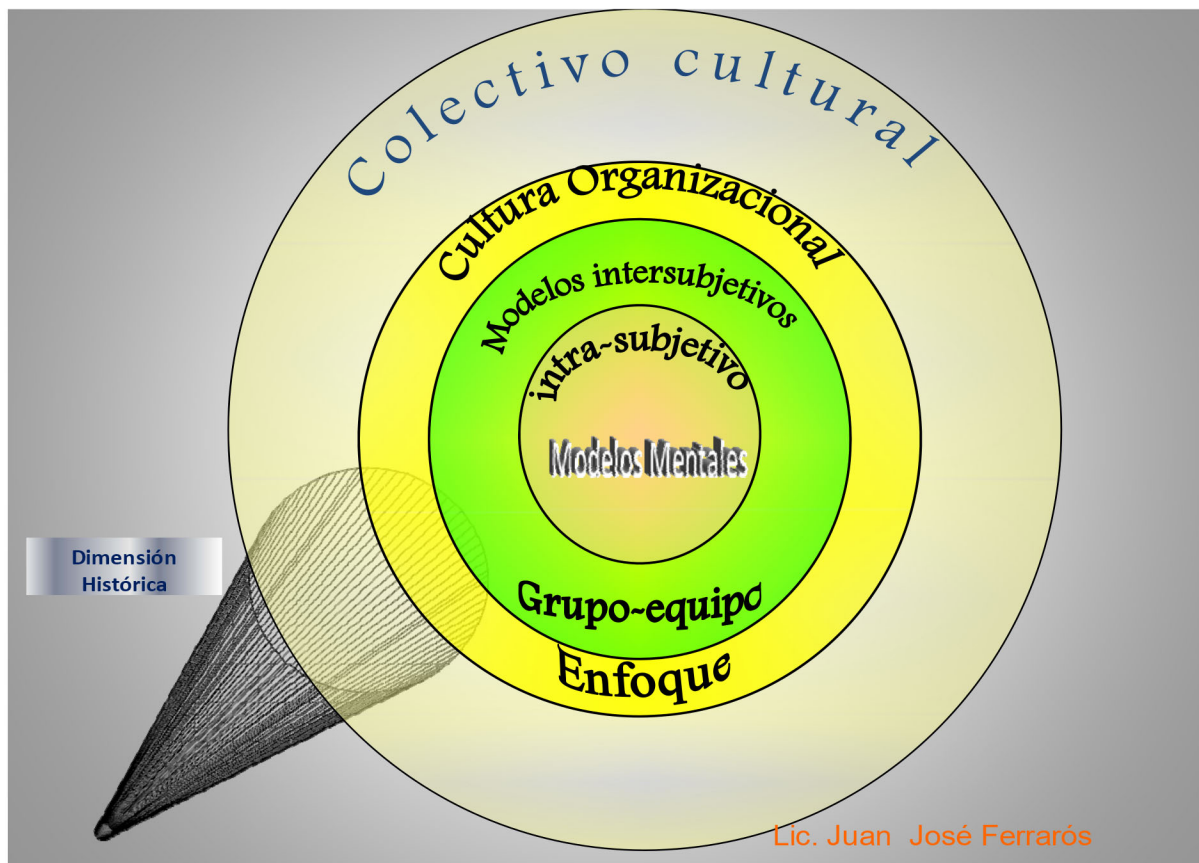 Colectivo cultural
Cultura Organizacional
Modelos intersubjetivos
intra-subjetivo
Modelos Mentales
Dimensión
Histórica
Grupo-equipo
Enfoque
Lic. Juan José Ferrarós